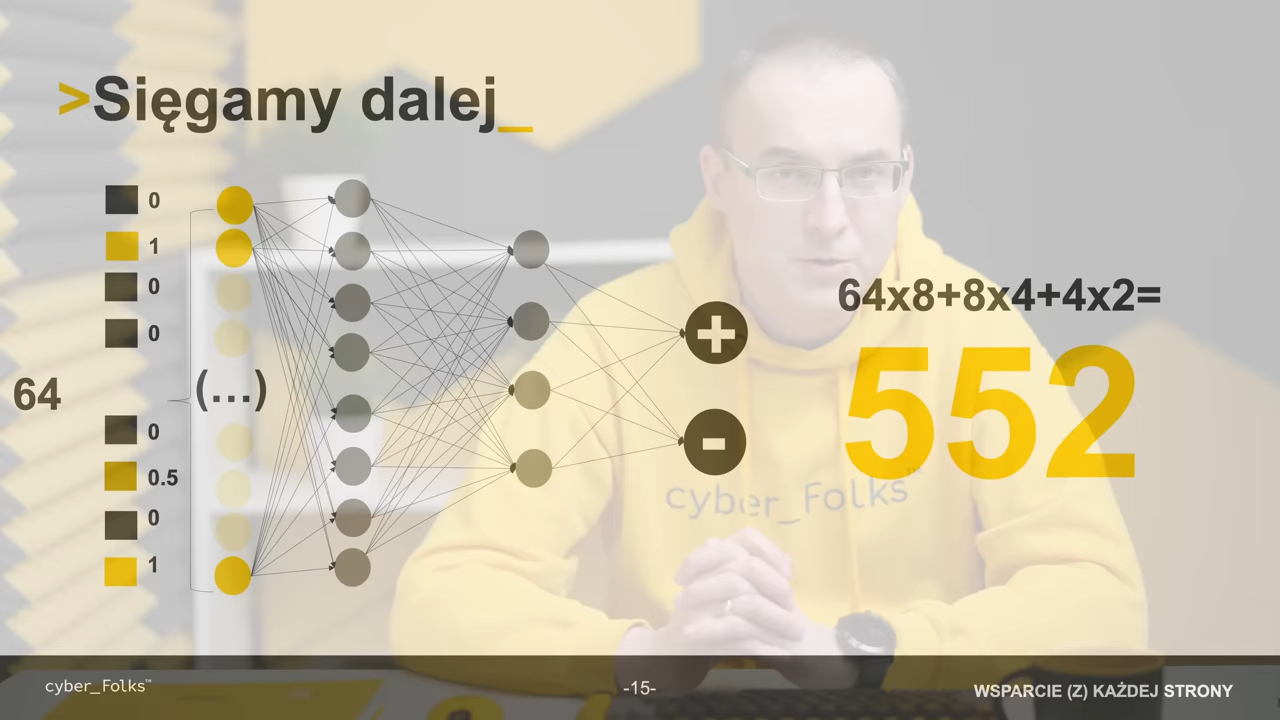 >Sięgamy dalej_
0
1
0
0
64
(...)
0
0.5
0
1
+
-
64x8+8x4+4x2=
552
cyber_Folks™
cyber_Folks™
-15-
WSPARCIE (Z) KAŻDEJ STRONY